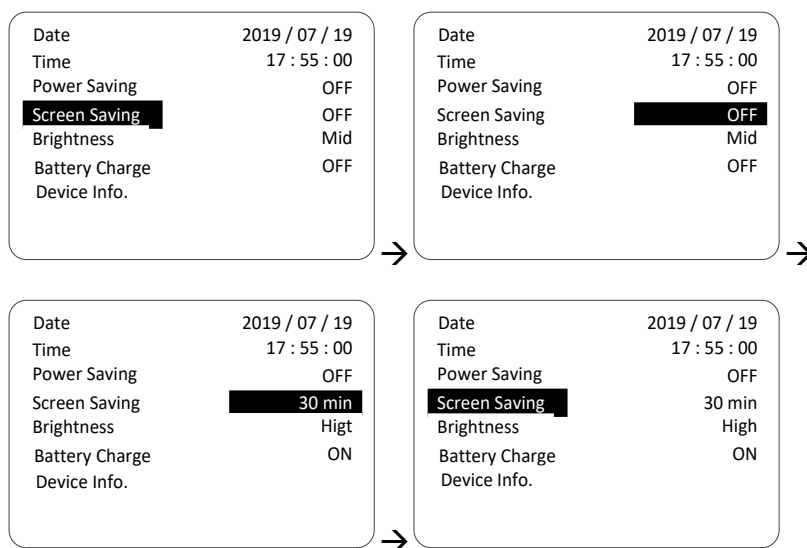 Date 2019 / 07 / 19
Time 17 : 55 : 00
Power Saving OFF
Screen Saving OFF
Brightness Mid
Battery Charge OFF
Device Info.
→
Date 2019 / 07 / 19
Time 17 : 55 : 00
Power Saving OFF
Screen Saving OFF
Brightness Mid
Battery Charge OFF
Device Info.
→
Date 2019 / 07 / 19
Time 17 : 55 : 00
Power Saving OFF
Screen Saving 30 min
Brightness Higt
Battery Charge ON
Device Info.
→
Date 2019 / 07 / 19
Time 17 : 55 : 00
Power Saving OFF
Screen Saving 30 min
Brightness High
Battery Charge ON
Device Info.